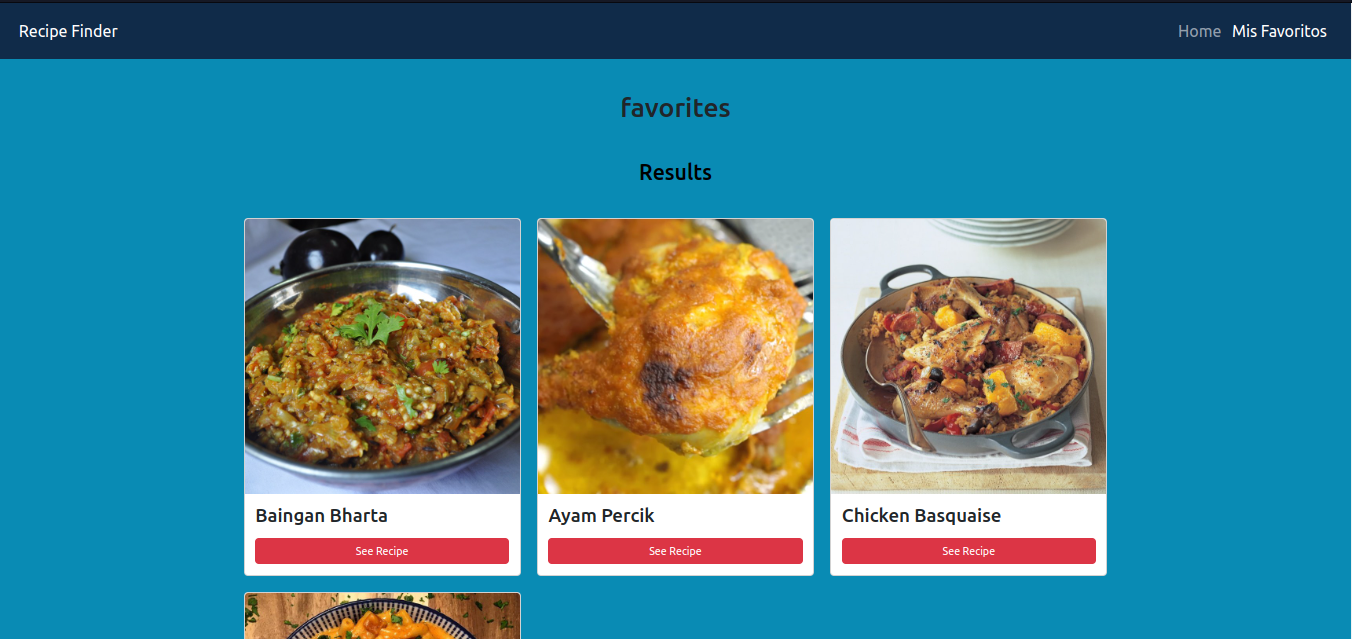 Recipe Finder
Home Mis Favoritos
favorites
Results
Baingan Bharta
See Recipe
Ayam Percik
See Recipe
Chicken Basquaise
See Recipe